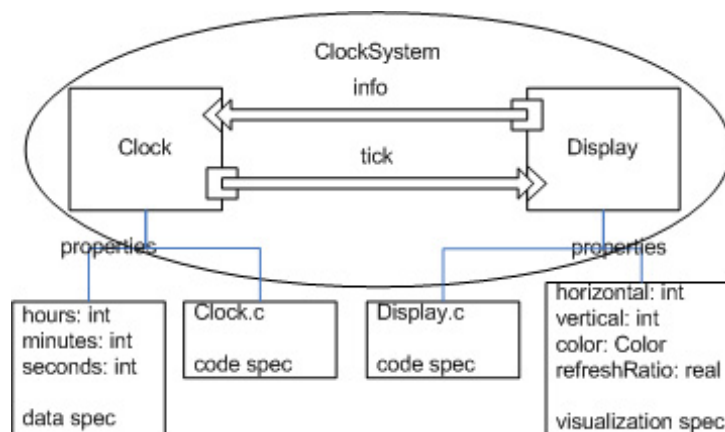 ClockSystem
info
Clock
Display
tick
properties
properties
hours: int
minutes: int
seconds: int
data spec
Clock.c
code spec
Display.c
code spec
horizontal: int
vertical: int
color: Color
refreshRatio: real
visualization spec